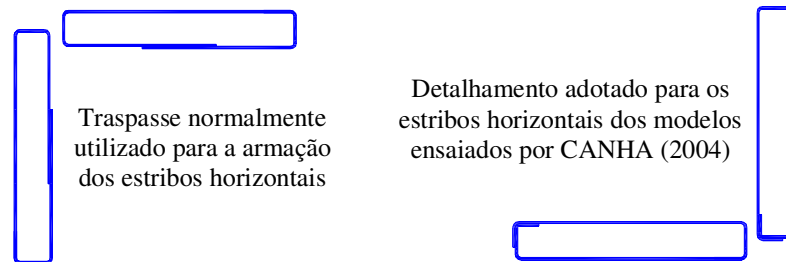 Traspasse normalmente
utilizado para a armação
dos estribos horizontais
Detalhamento adotado para os
estribos horizontais dos modelos
ensaiados por CANHA (2004)